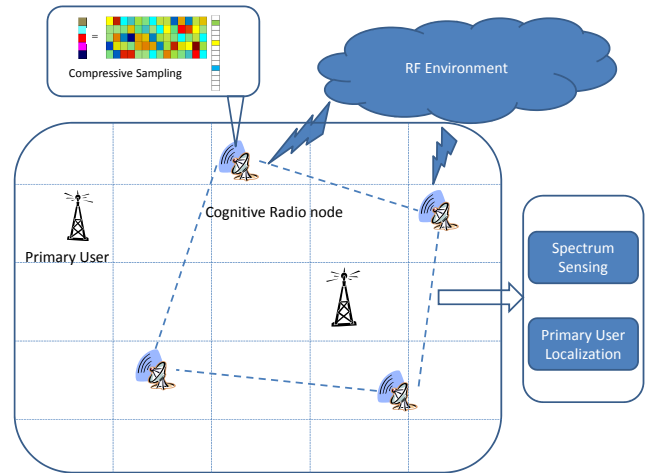 =
Compressive Sampling
RF Environment
Cognitive Radio node
Primary User
Spectrum
Sensing
Primary User
Localization